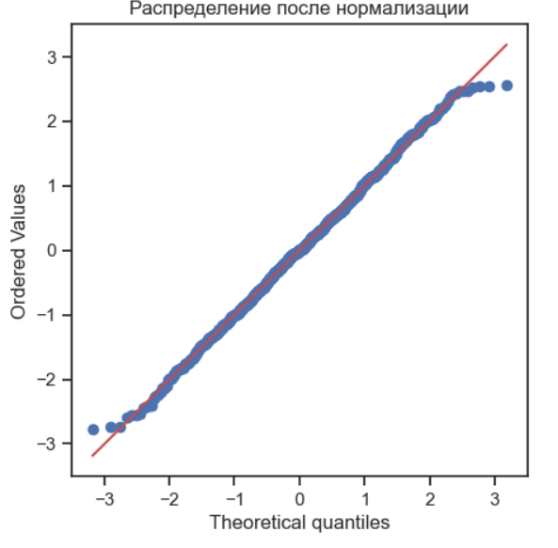 Распределение после нормализации
3
2
1
0
−1
−2
−3
Ordered Values
−3 −2 −1 0 1 2 3
Theoretical quantiles